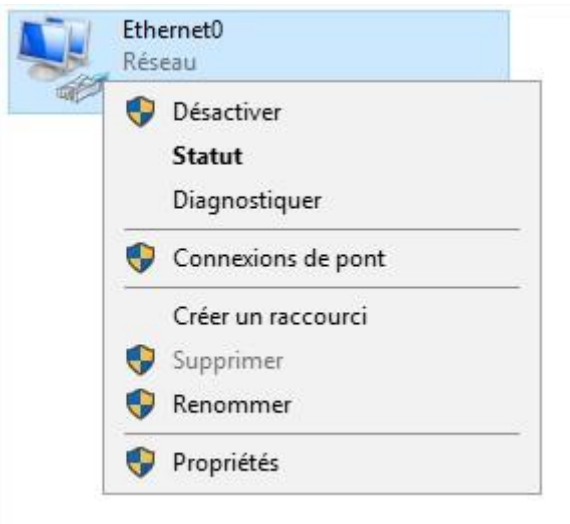 Ethernet0
Réseau
Désactiver
Statut
Diagnostiquer
Connexions de pont
Créer un raccourci
Supprimer
Renommer
Propriétés